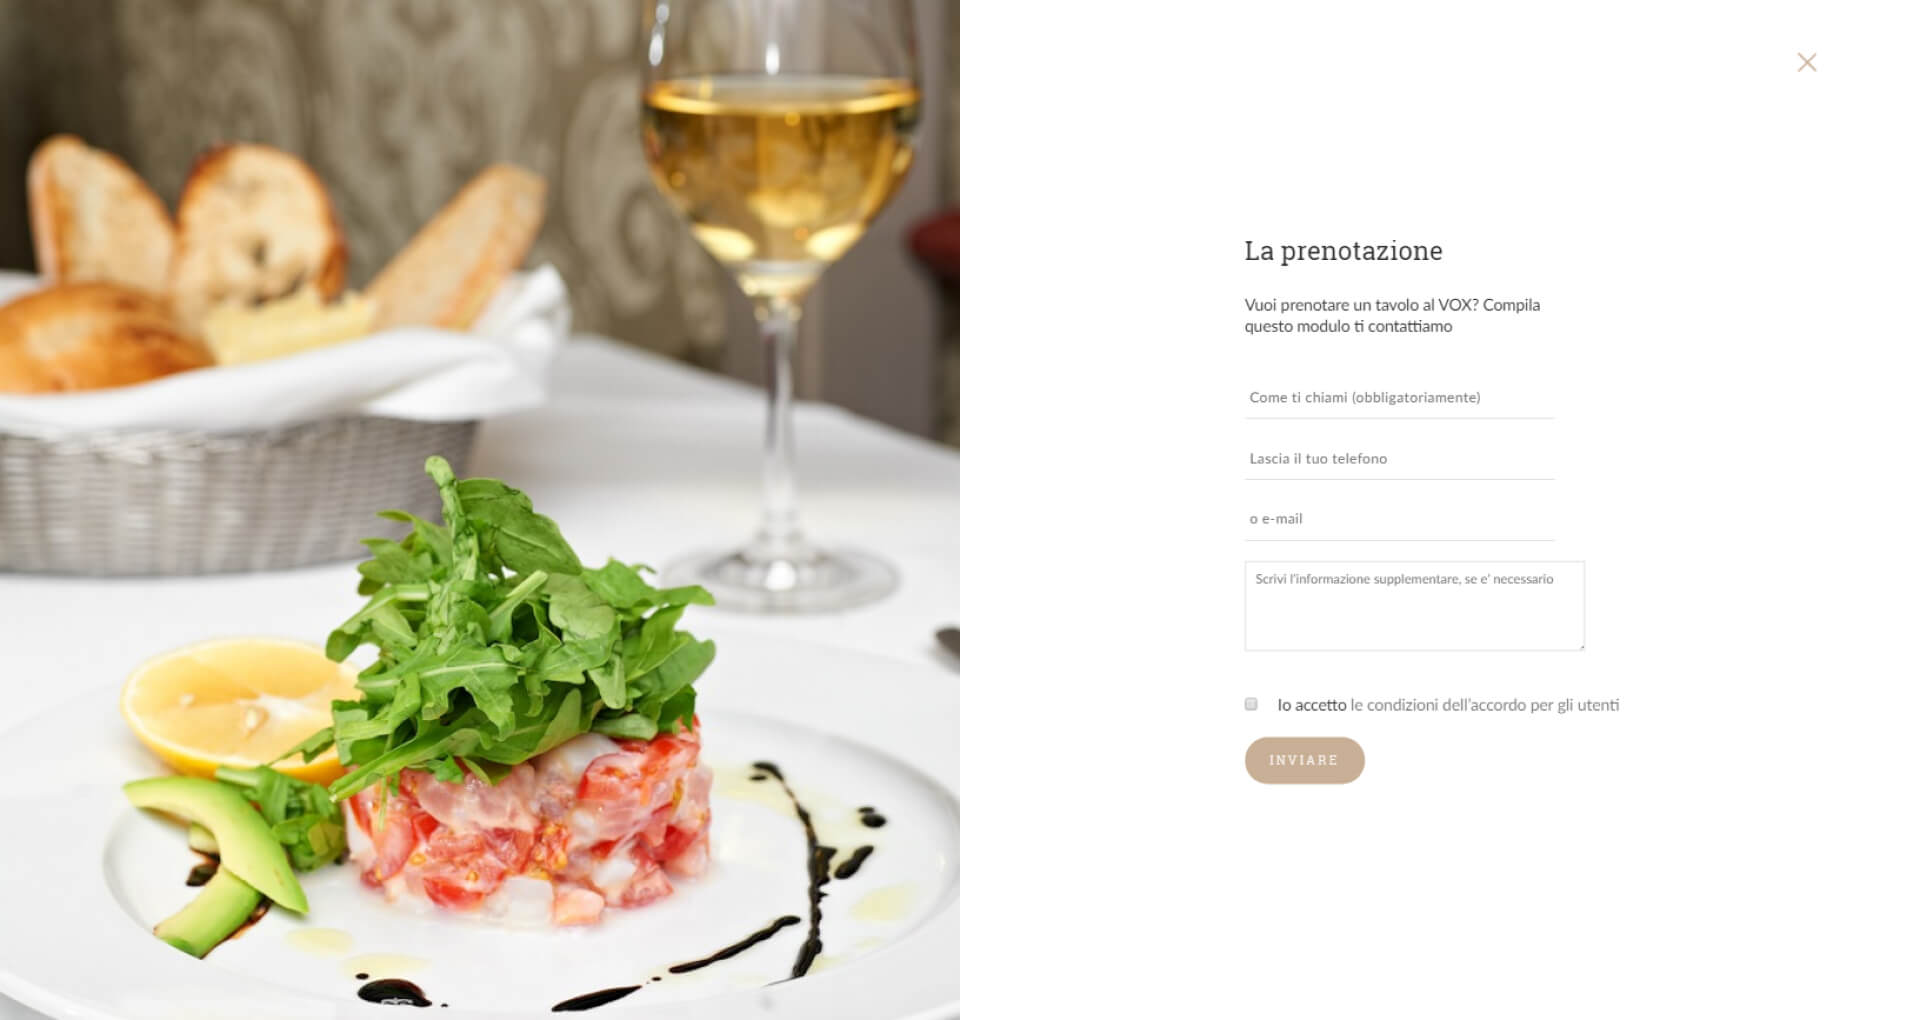 La prenotazione
Vuoi prenotare un tavolo al VOX? Compila
questo modulo ti contattiamo
Come ti chiami (obbligatoriamente)
Lascia il tuo telefono
o e-mail
Scrivi l'informazione supplementare, se e' necessario
Io accetto le condizioni dell'accordo per gli utenti
INVIARE